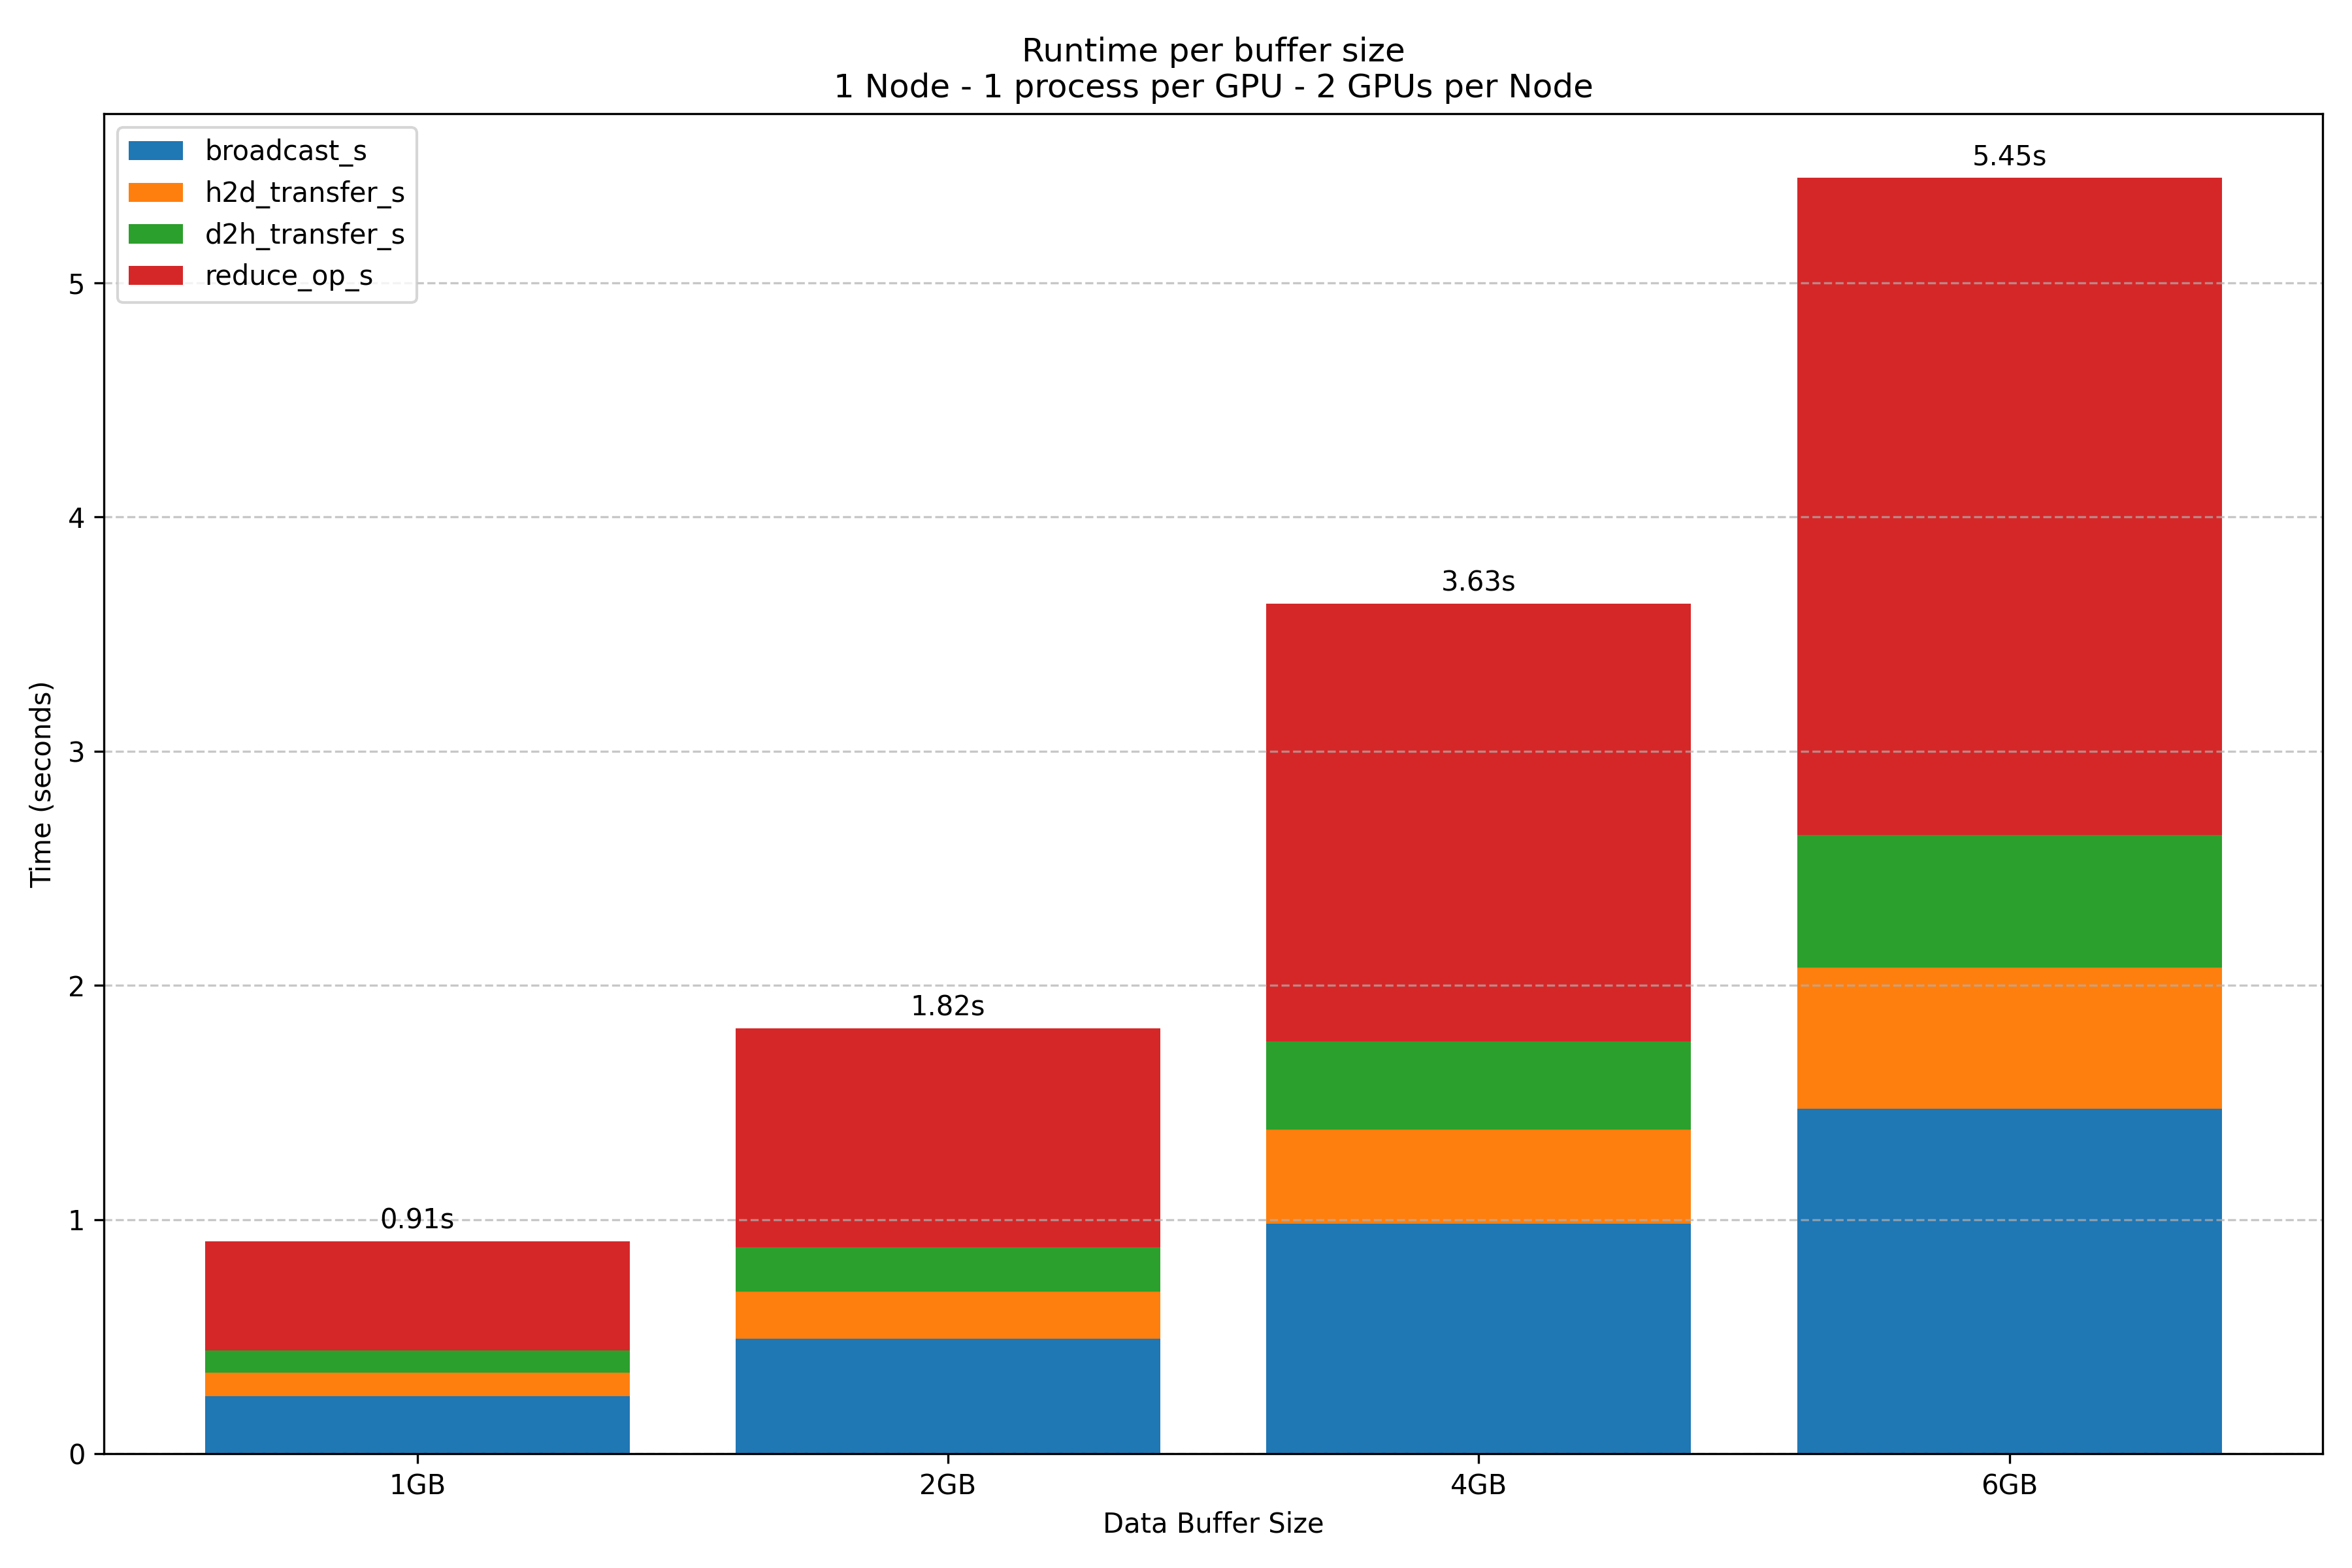 Runtime per buffer size
1 Node - 1 process per GPU - 2 GPUs per Node
broadcast_s
h2d_transfer_s
d2h_transfer_s
reduce_op_s
5.45s
3.63s
1.82s
0.91s
Time (seconds)
5
4
3
2
1
0
1GB
2GB
4GB
6GB
Data Buffer Size